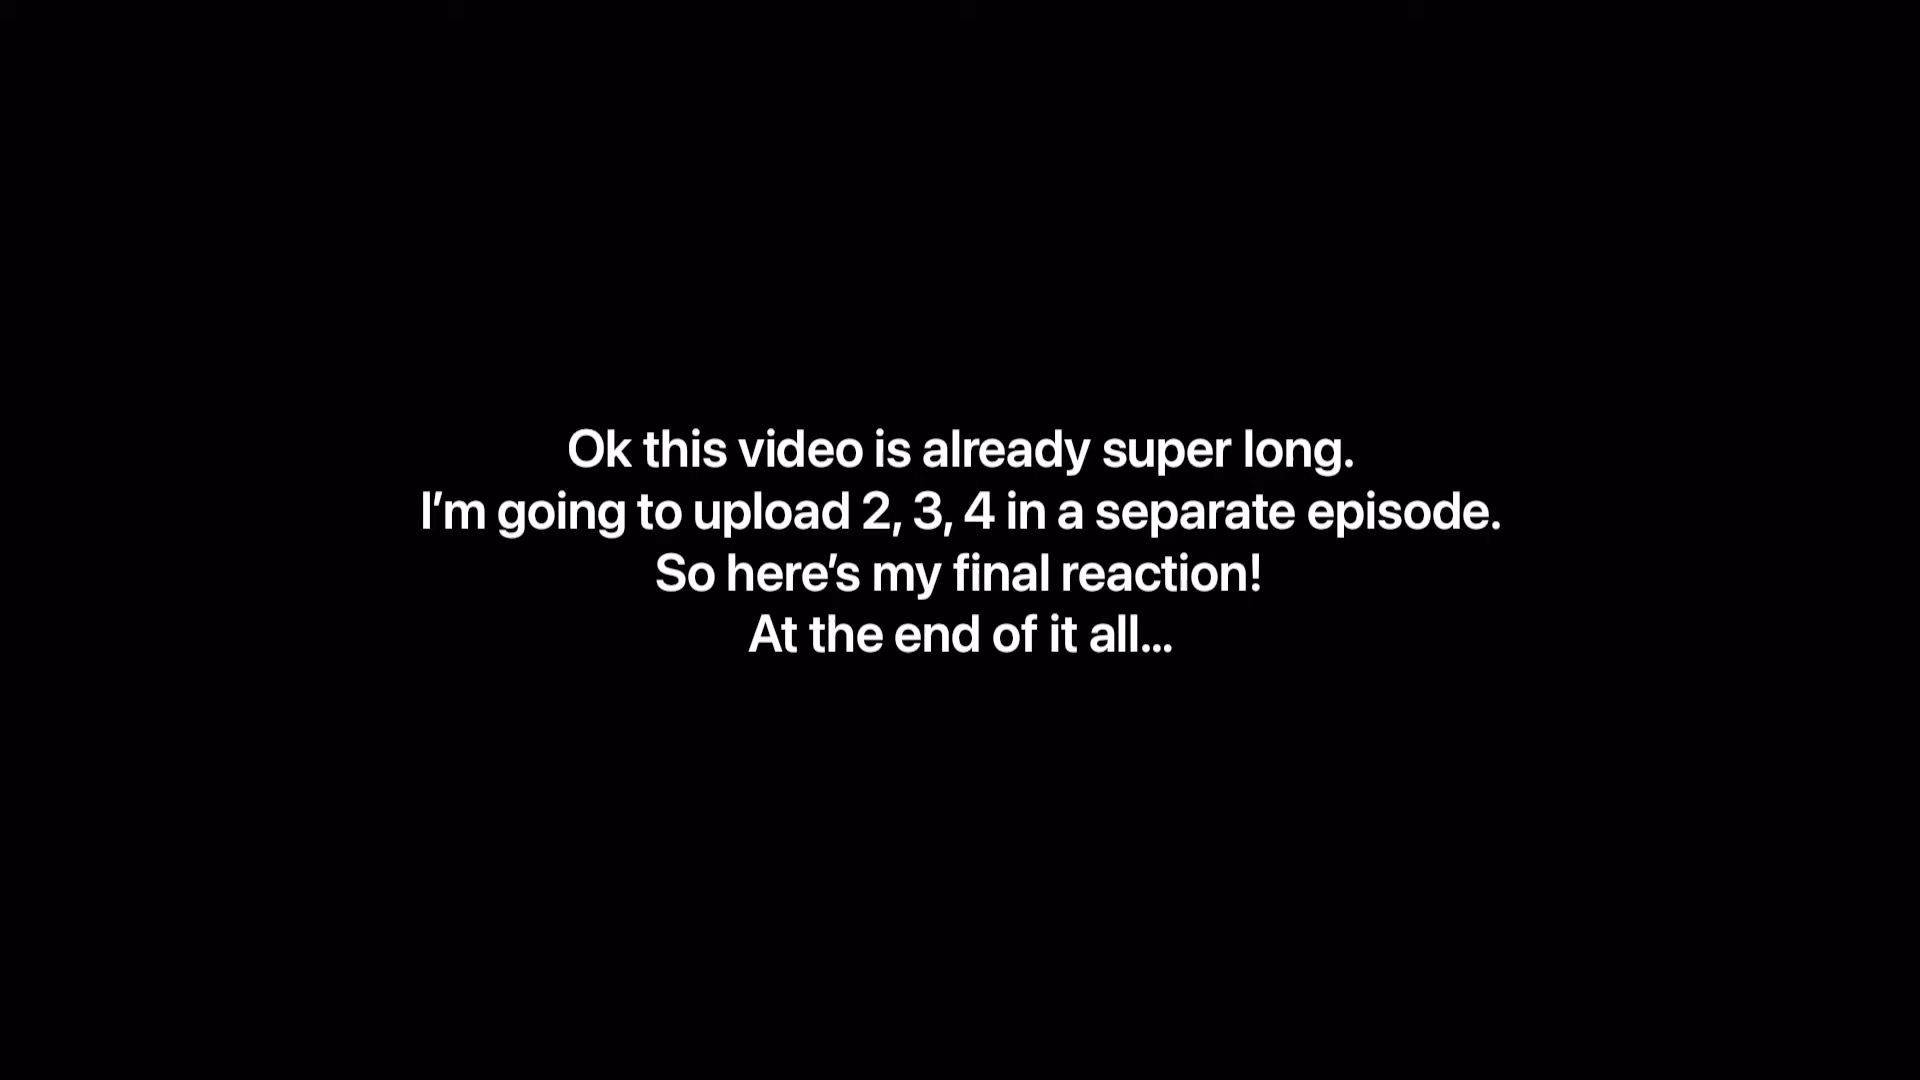 Ok this video is already super long.
I’m going to upload 2, 3, 4 in a separate episode.
So here’s my final reaction!
At the end of it all...